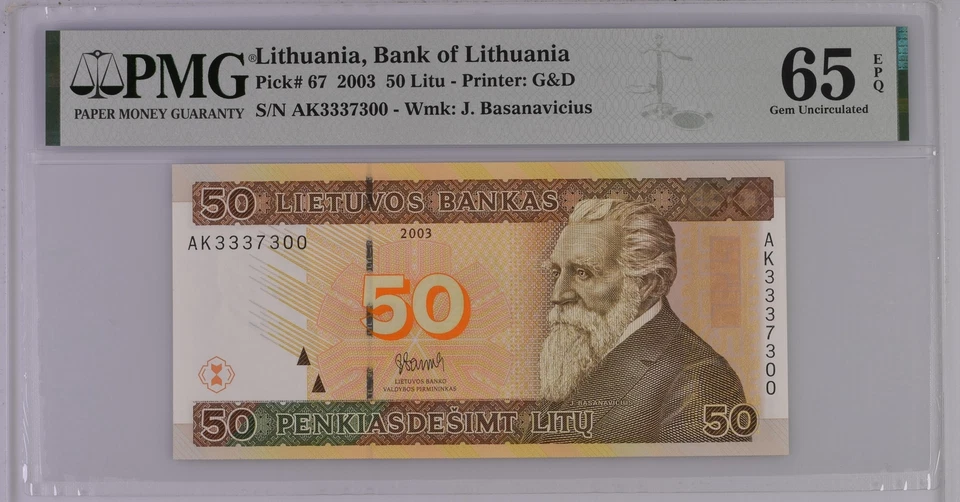 PMG®
PAPER MONEY GUARANTY
Lithuania, Bank of Lithuania
Pick# 67 2003 50 Litu - Printer: G&D
S/N AK3337300 - Wmk: J. Basanavicius
65 EPQ
Gem Uncirculated
50 LIETUVOS BANKAS
AK3337300
2003
50
LIETUVOS BANKO
VALDYBOS PIRMININKAS
AK3337300
J. BASANAVIČIUS
50 PENKIASDEŠIMT LITŲ 50